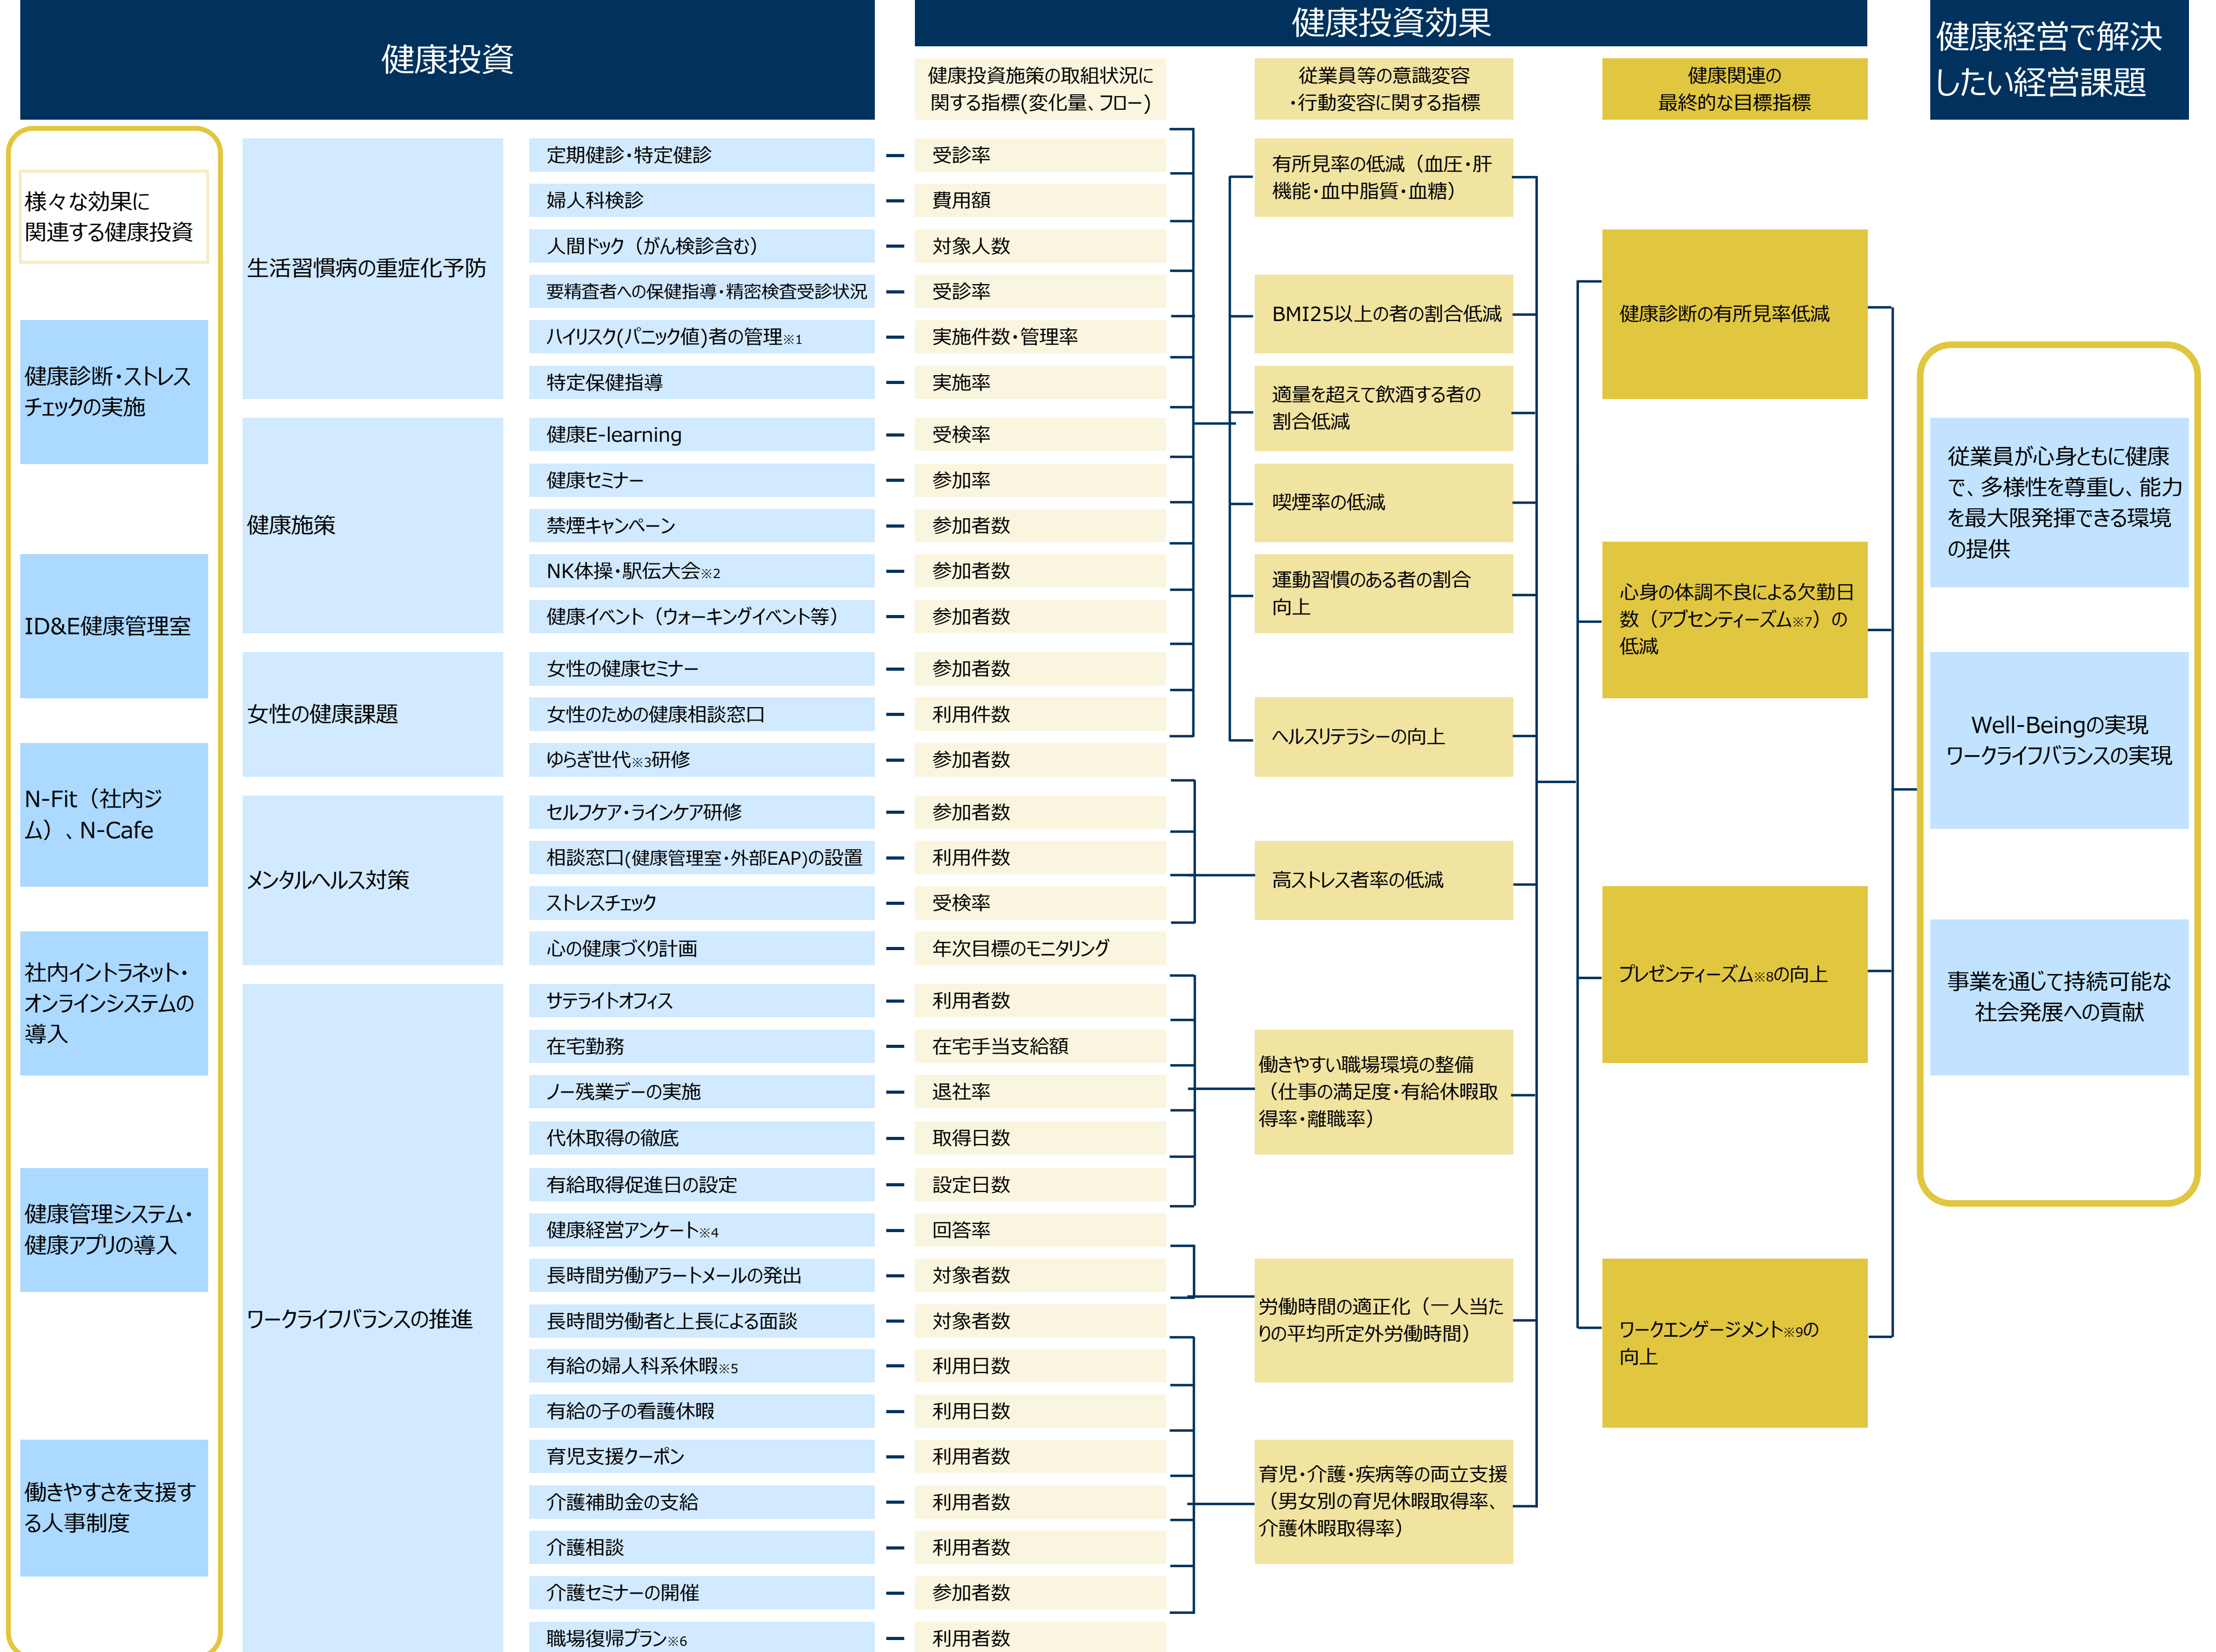 健康投資
健康投資効果
健康経営で解決
したい経営課題
健康投資施策の取組状況に
関する指標(変化量、フロー)
従業員等の意識変容
・行動変容に関する指標
健康関連の
最終的な目標指標
様々な効果に
関連する健康投資
健康診断・ストレス
チェックの実施
ID&E健康管理室
N-Fit（社内ジ
ム）、N-Cafe
社内イントラネット・
オンラインシステムの
導入
健康管理システム・
健康アプリの導入
働きやすさを支援す
る人事制度
生活習慣病の重症化予防
定期健診・特定健診 ー 受診率
婦人科検診 ー 費用額
人間ドック（がん検診含む） ー 対象人数
要精査者への保健指導・精密検査受診状況 ー 受診率
ハイリスク(パニック値)者の管理※1 ー 実施件数・管理率
特定保健指導 ー 実施率
健康施策
健康E-learning ー 受検率
健康セミナー ー 参加率
禁煙キャンペーン ー 参加者数
NK体操・駅伝大会※2 ー 参加者数
健康イベント（ウォーキングイベント等） ー 参加者数
女性の健康課題
女性の健康セミナー ー 参加者数
女性のための健康相談窓口 ー 利用件数
ゆらぎ世代※3研修 ー 参加者数
メンタルヘルス対策
セルフケア・ラインケア研修 ー 参加者数
相談窓口(健康管理室・外部EAP)の設置 ー 利用件数
ストレスチェック ー 受検率
心の健康づくり計画 ー 年次目標のモニタリング
ワークライフバランスの推進
サテライトオフィス ー 利用者数
在宅勤務 ー 在宅手当支給額
ノー残業デーの実施 ー 退社率
代休取得の徹底 ー 取得日数
有給取得促進日の設定 ー 設定日数
健康経営アンケート※4 ー 回答率
長時間労働アラートメールの発出 ー 対象者数
長時間労働者と上長による面談 ー 対象者数
有給の婦人科系休暇※5 ー 利用日数
有給の子の看護休暇 ー 利用日数
育児支援クーポン ー 利用者数
介護補助金の支給 ー 利用者数
介護相談 ー 利用者数
介護セミナーの開催 ー 参加者数
職場復帰プラン※6 ー 利用者数
有所見率の低減（血圧・肝
機能・血中脂質・血糖）
BMI25以上の者の割合低減
適量を超えて飲酒する者の
割合低減
喫煙率の低減
運動習慣のある者の割合
向上
ヘルスリテラシーの向上
高ストレス者率の低減
働きやすい職場環境の整備
（仕事の満足度・有給休暇取
得率・離職率）
労働時間の適正化（一人当た
りの平均所定外労働時間）
育児・介護・疾病等の両立支援
（男女別の育児休暇取得率、
介護休暇取得率）
健康診断の有所見率低減
心身の体調不良による欠勤日
数（アブセンティーズム※7）の
低減
プレゼンティーズム※8の向上
ワークエンゲージメント※9の
向上
従業員が心身ともに健康
で、多様性を尊重し、能力
を最大限発揮できる環境
の提供
Well-Beingの実現
ワークライフバランスの実現
事業を通じて持続可能な
社会発展への貢献